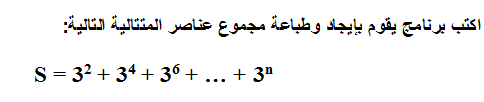 اكتب برنامج يقوم بإيجاد وطباعة مجموع عناصر المتتالية التالية:
S = 3² + 3⁴ + 3⁶ + … + 3ⁿ